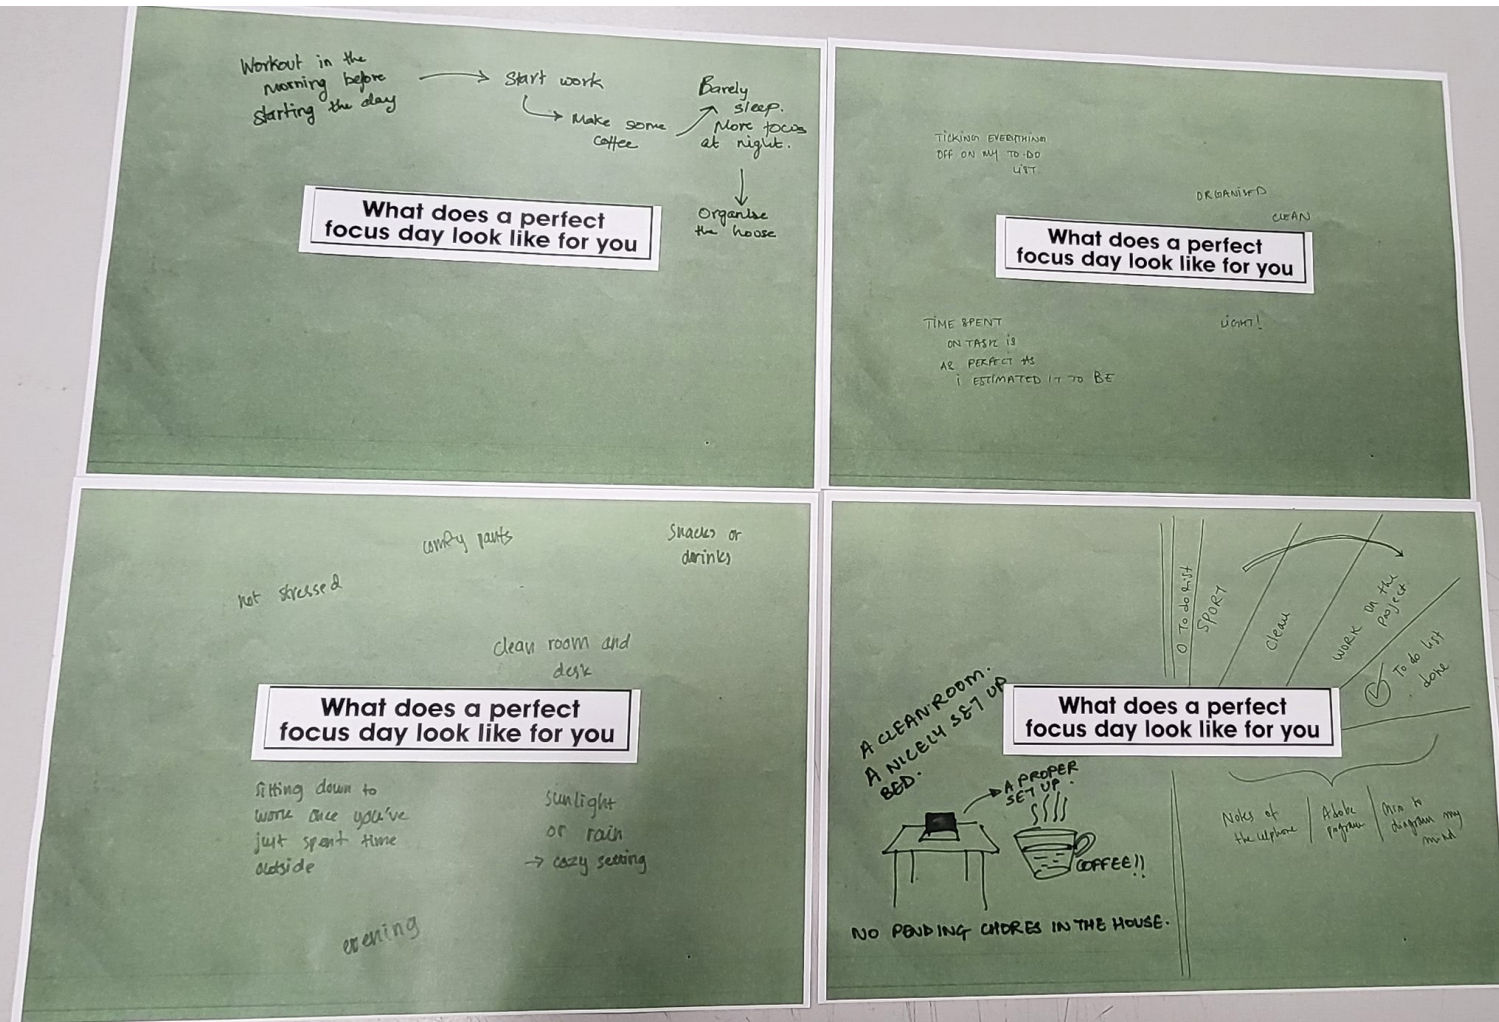 Workout in the
morning before
starting the day
Start work
Make some
coffee
Barely
sleep.
More focus
at night.
Organise
the house
What does a perfect
focus day look like for you
TICKING EVERYTHING
OFF ON MY TO-DO
LIST
ORGANISED
CLEAN
What does a perfect
focus day look like for you
TIME SPENT
ON TASK IS
AS PERFECT AS
i ESTIMATED IT TO BE
LIGHT!
comfy pants
Snacks or
drinks
not stressed
clean room and
desk
What does a perfect
focus day look like for you
sitting down to
work once you've
just spent time
outside
sunlight
or rain
→ cozy setting
evening
O To do list
SPORT
Clean
WORK on the
project
To do list
done
A CLEAN ROOM.
A NICELY SET UP
BED.
What does a perfect
focus day look like for you
A PROPER
SET UP.
COFFEE!!
NO PENDING CHORES IN THE HOUSE.
Notes of
the
Adobe
program
to
diagram my
mind